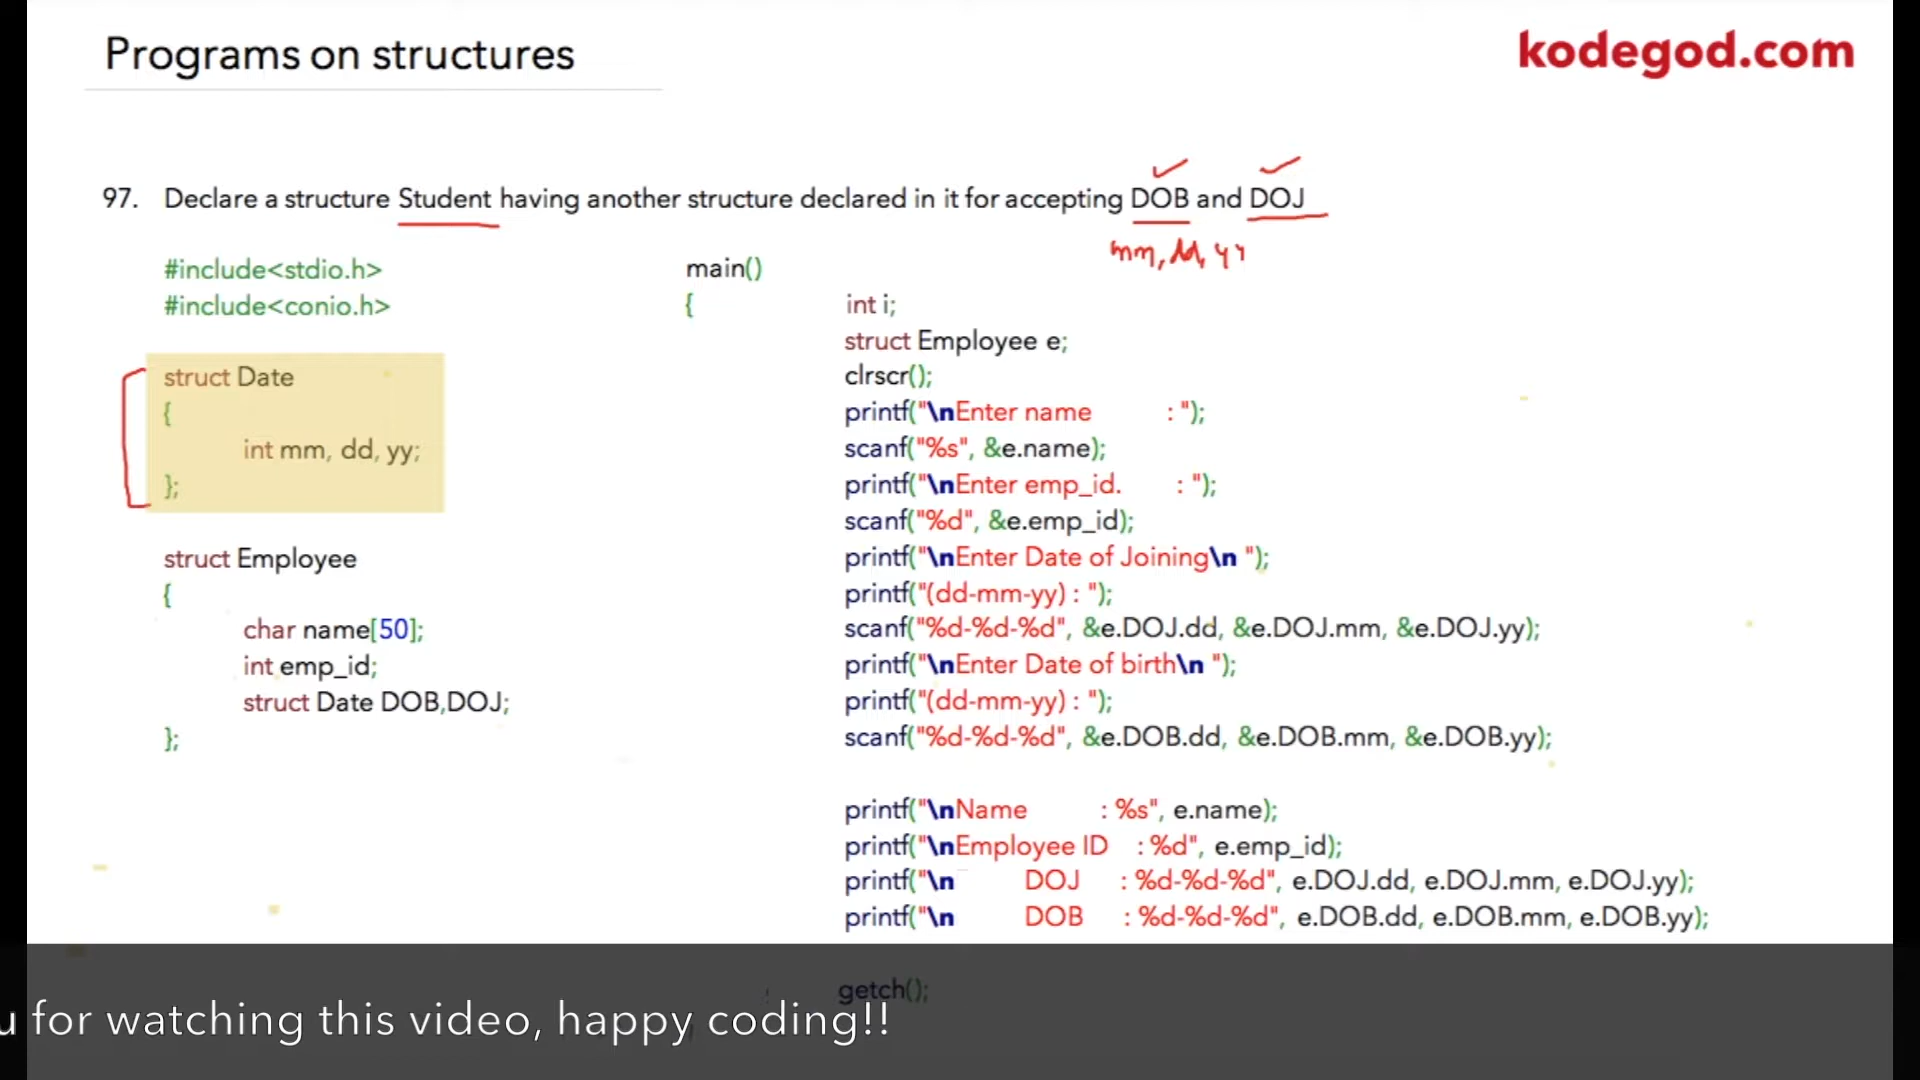 Programs on structures
kodegod.com
97. Declare a structure Student having another structure declared in it for accepting DOB and DOJ
mm, dd, yy
#include<stdio.h>
#include<conio.h>
struct Date
{
int mm, dd, yy;
};
struct Employee
{
char name[50];
int emp_id;
struct Date DOB,DOJ;
};
main()
{
int i;
struct Employee e;
clrscr();
printf("\nEnter name : ");
scanf("%s", &e.name);
printf("\nEnter emp_id. : ");
scanf("%d", &e.emp_id);
printf("\nEnter Date of Joining\n ");
printf("(dd-mm-yy) : ");
scanf("%d-%d-%d", &e.DOJ.dd, &e.DOJ.mm, &e.DOJ.yy);
printf("\nEnter Date of birth\n ");
printf("(dd-mm-yy) : ");
scanf("%d-%d-%d", &e.DOB.dd, &e.DOB.mm, &e.DOB.yy);
printf("\nName : %s", e.name);
printf("\nEmployee ID : %d", e.emp_id);
printf("\n DOJ : %d-%d-%d", e.DOJ.dd, e.DOJ.mm, e.DOJ.yy);
printf("\n DOB : %d-%d-%d", e.DOB.dd, e.DOB.mm, e.DOB.yy);
getch();
u for watching this video, happy coding!!